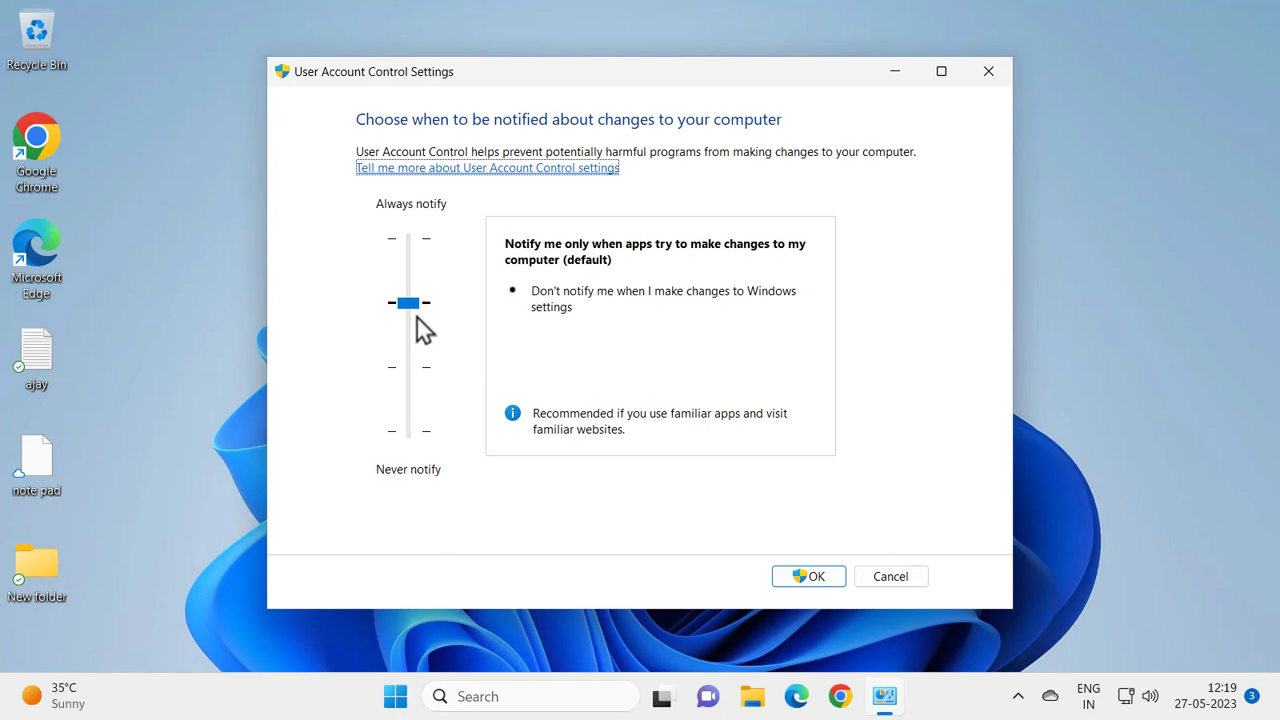 Recycle Bin
Google
Chrome
Microsoft
Edge
ajay
note pad
New folder
User Account Control Settings
Choose when to be notified about changes to your computer
User Account Control helps prevent potentially harmful programs from making changes to your computer.
Tell me more about User Account Control settings
Always notify
Notify me only when apps try to make changes to my
computer (default)
Don't notify me when I make changes to Windows
settings
Recommended if you use familiar apps and visit
familiar websites.
Never notify
OK
Cancel
35°C
Sunny
Search
ENG
IN
12:19
27-05-2023
3